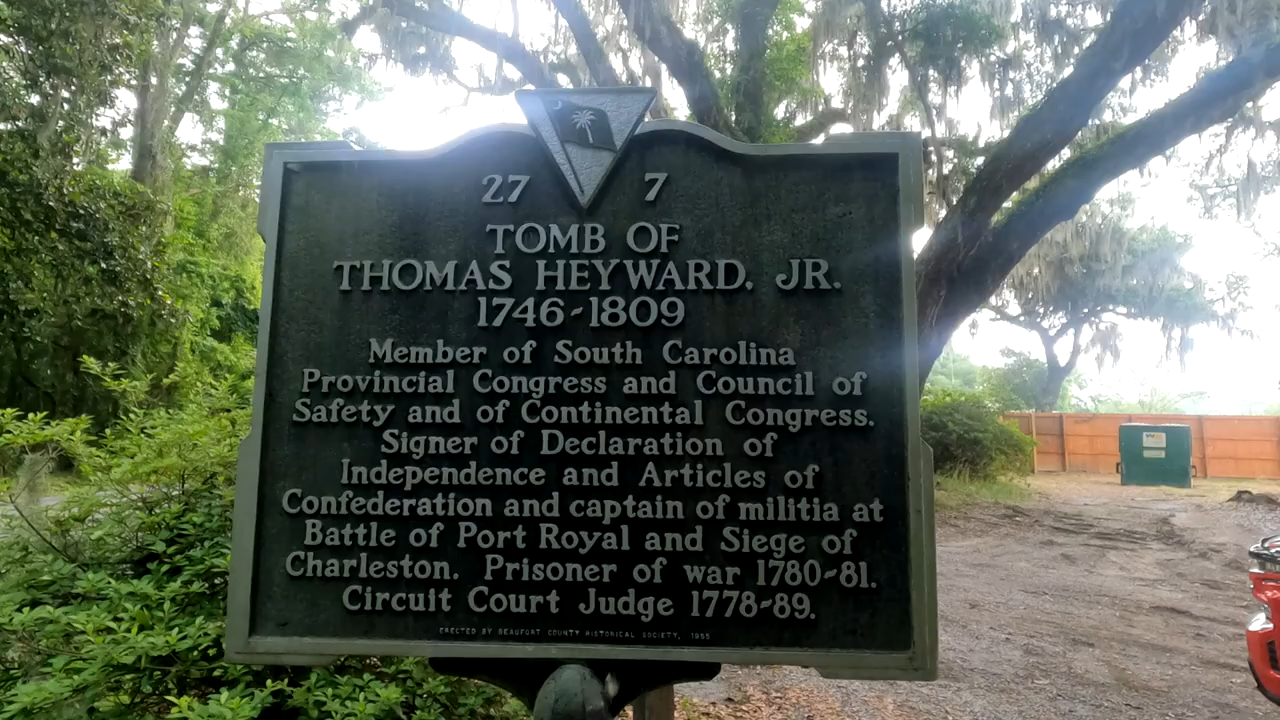 27 7
TOMB OF
THOMAS HEYWARD, JR.
1746-1809
Member of South Carolina
Provincial Congress and Council of
Safety and of Continental Congress.
Signer of Declaration of
Independence and Articles of
Confederation and captain of militia at
Battle of Port Royal and Siege of
Charleston. Prisoner of war 1780-81.
Circuit Court Judge 1778-89.
ERECTED BY BEAUFORT COUNTY HISTORICAL SOCIETY, 1955
WM